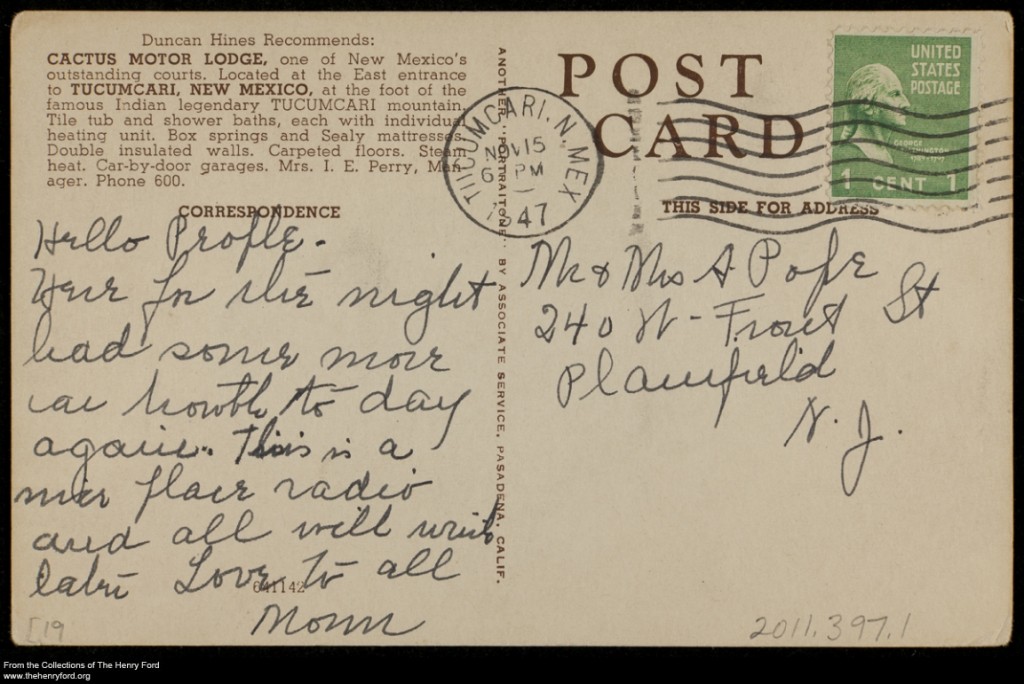 Duncan Hines Recommends:
CACTUS MOTOR LODGE, one of New Mexico's
outstanding courts. Located at the East entrance
to TUCUMCARI, NEW MEXICO, at the foot of the
famous Indian legendary TUCUMCARI mountain.
Tile tub and shower baths, each with individual
heating unit. Box springs and Sealy mattresses.
Double insulated walls. Carpeted floors. Steam
heat. Car-by-door garages. Mrs. I. E. Perry, Man-
ager. Phone 600.
CORRESPONDENCE
Hello People.
Here for the night
had some more
car trouble to day
again. This is a
nice place radio
and all will write
later Love to all
Mom
641142
ANOTHER "PORTRAITONE" BY ASSOCIATE SERVICE, PASADENA, CALIF.
POST
CARD
THIS SIDE FOR ADDRESS
TUCUMCARI, N. MEX
NOV 15
6 PM
1947
UNITED
STATES
POSTAGE
GEORGE
WASHINGTON
1 CENT 1
Mr & Mrs A Pope
240 W - Front St
Plainfield
N. J.
[19
2011.397.1
From the Collections of The Henry Ford
www.thehenryford.org